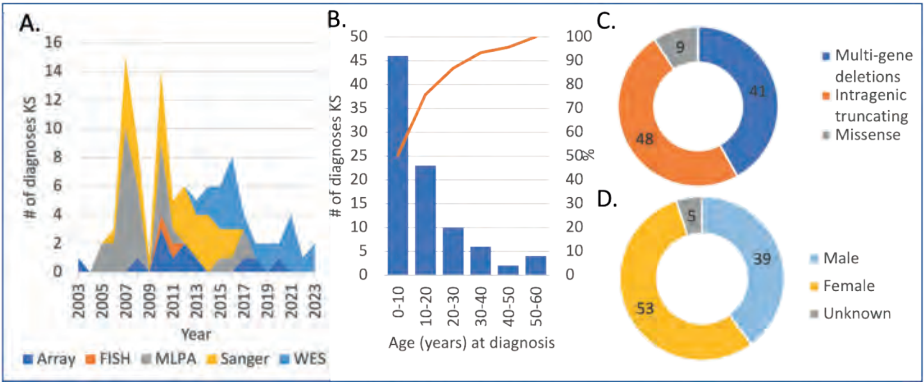 A.
16
14
12
10
8
6
4
2
0
# of diagnoses KS
2003
2005
2007
2009
2011
2013
2015
2017
2019
2021
2023
Year
Array
FISH
MLPA
Sanger
WES
B.
50
45
40
35
30
25
20
15
10
5
0
# of diagnoses KS
100
90
80
70
60
50
40
30
20
10
0
%
0-10
10-20
20-30
30-40
40-50
50-60
Age (years) at diagnosis
C.
9
41
48
Multi-gene
deletions
Intragenic
truncating
Missense
D.
5
39
53
Male
Female
Unknown